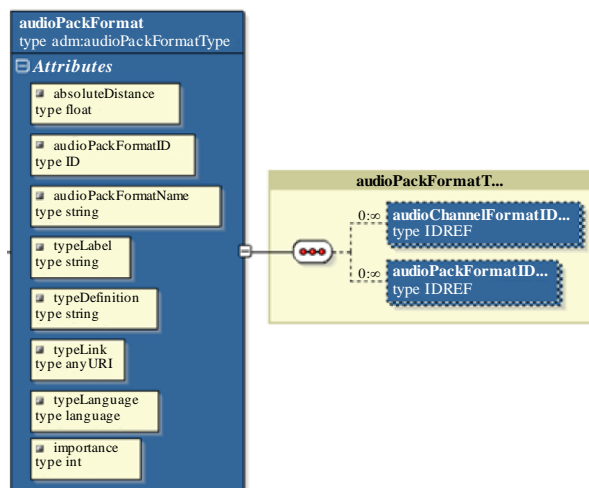 audioPackFormat
type adm:audioPackFormatType
Attributes
absoluteDistance
type float
audioPackFormatID
type ID
audioPackFormatName
type string
typeLabel
type string
typeDefinition
type string
typeLink
type anyURI
typeLanguage
type language
importance
type int
audioPackFormatT...
0:∞
audioChannelFormatID...
type IDREF
0:∞
audioPackFormatID...
type IDREF